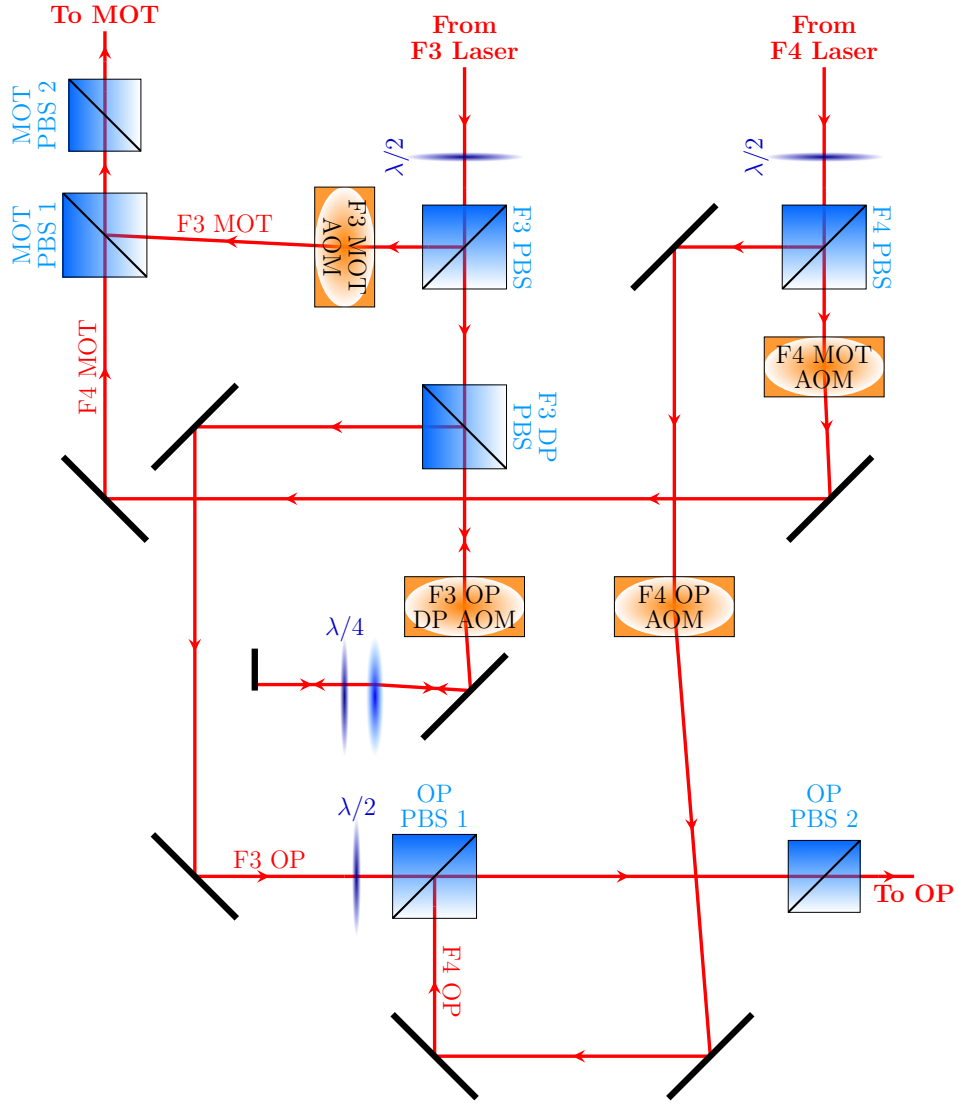 To MOT
From
F3 Laser
From
F4 Laser
MOT
PBS 2
λ/2
λ/2
MOT
PBS 1
F3 MOT
F3 MOT
AOM
F3 PBS
F4 PBS
F4 MOT
F4 MOT
AOM
F3 DP
PBS
F3 OP
DP AOM
F4 OP
AOM
λ/4
λ/2
OP
PBS 1
OP
PBS 2
F3 OP
To OP
F4 OP